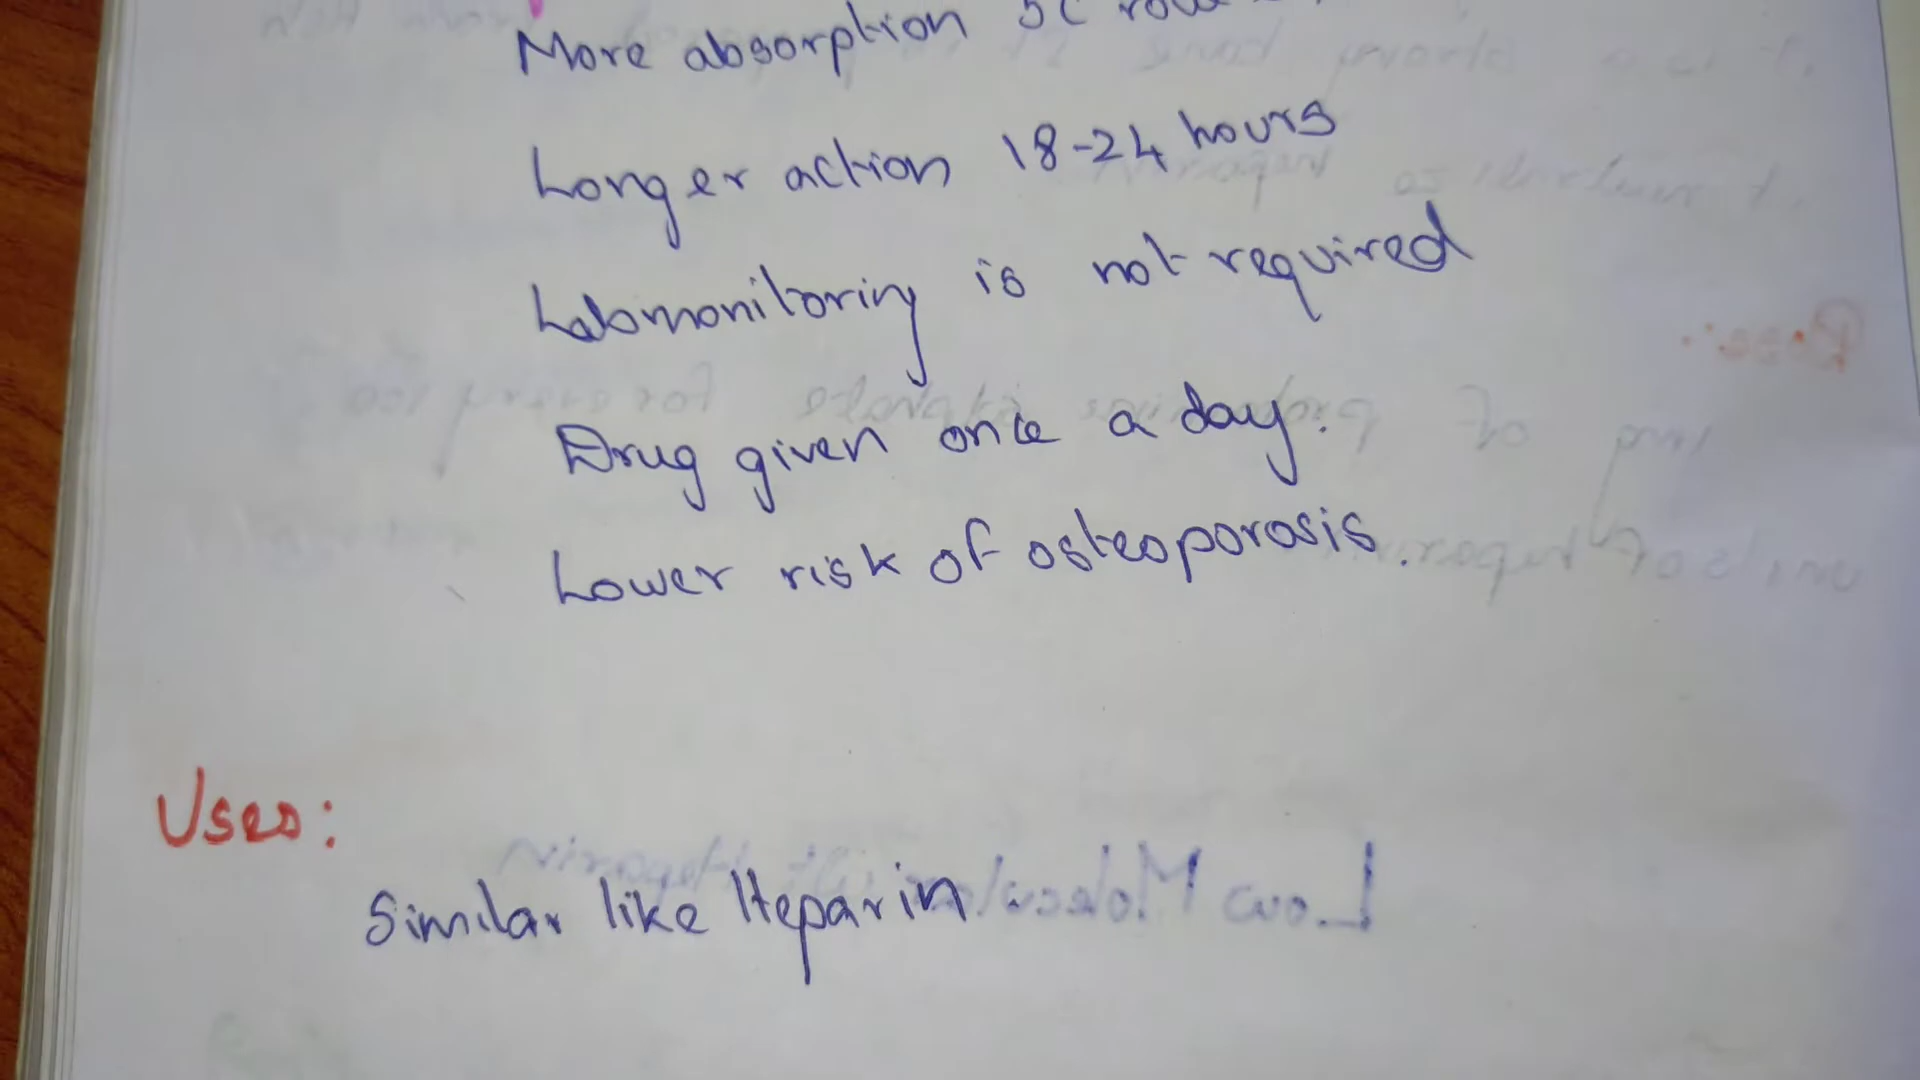 More absorption SC
Longer action 18-24 hours
Labmonitoring is not required
Drug given once a day.
Lower risk of osteoporosis.
Uses:
Similar like Heparin